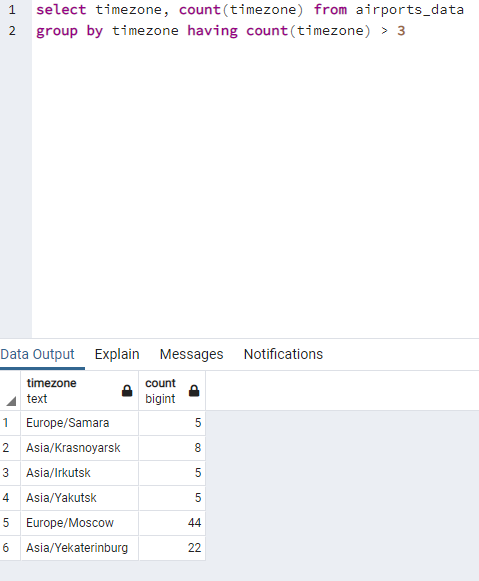 1 select timezone, count(timezone) from airports_data
2 group by timezone having count(timezone) > 3
Data Output Explain Messages Notifications
timezone count
text bigint
1 Europe/Samara 5
2 Asia/Krasnoyarsk 8
3 Asia/Irkutsk 5
4 Asia/Yakutsk 5
5 Europe/Moscow 44
6 Asia/Yekaterinburg 22